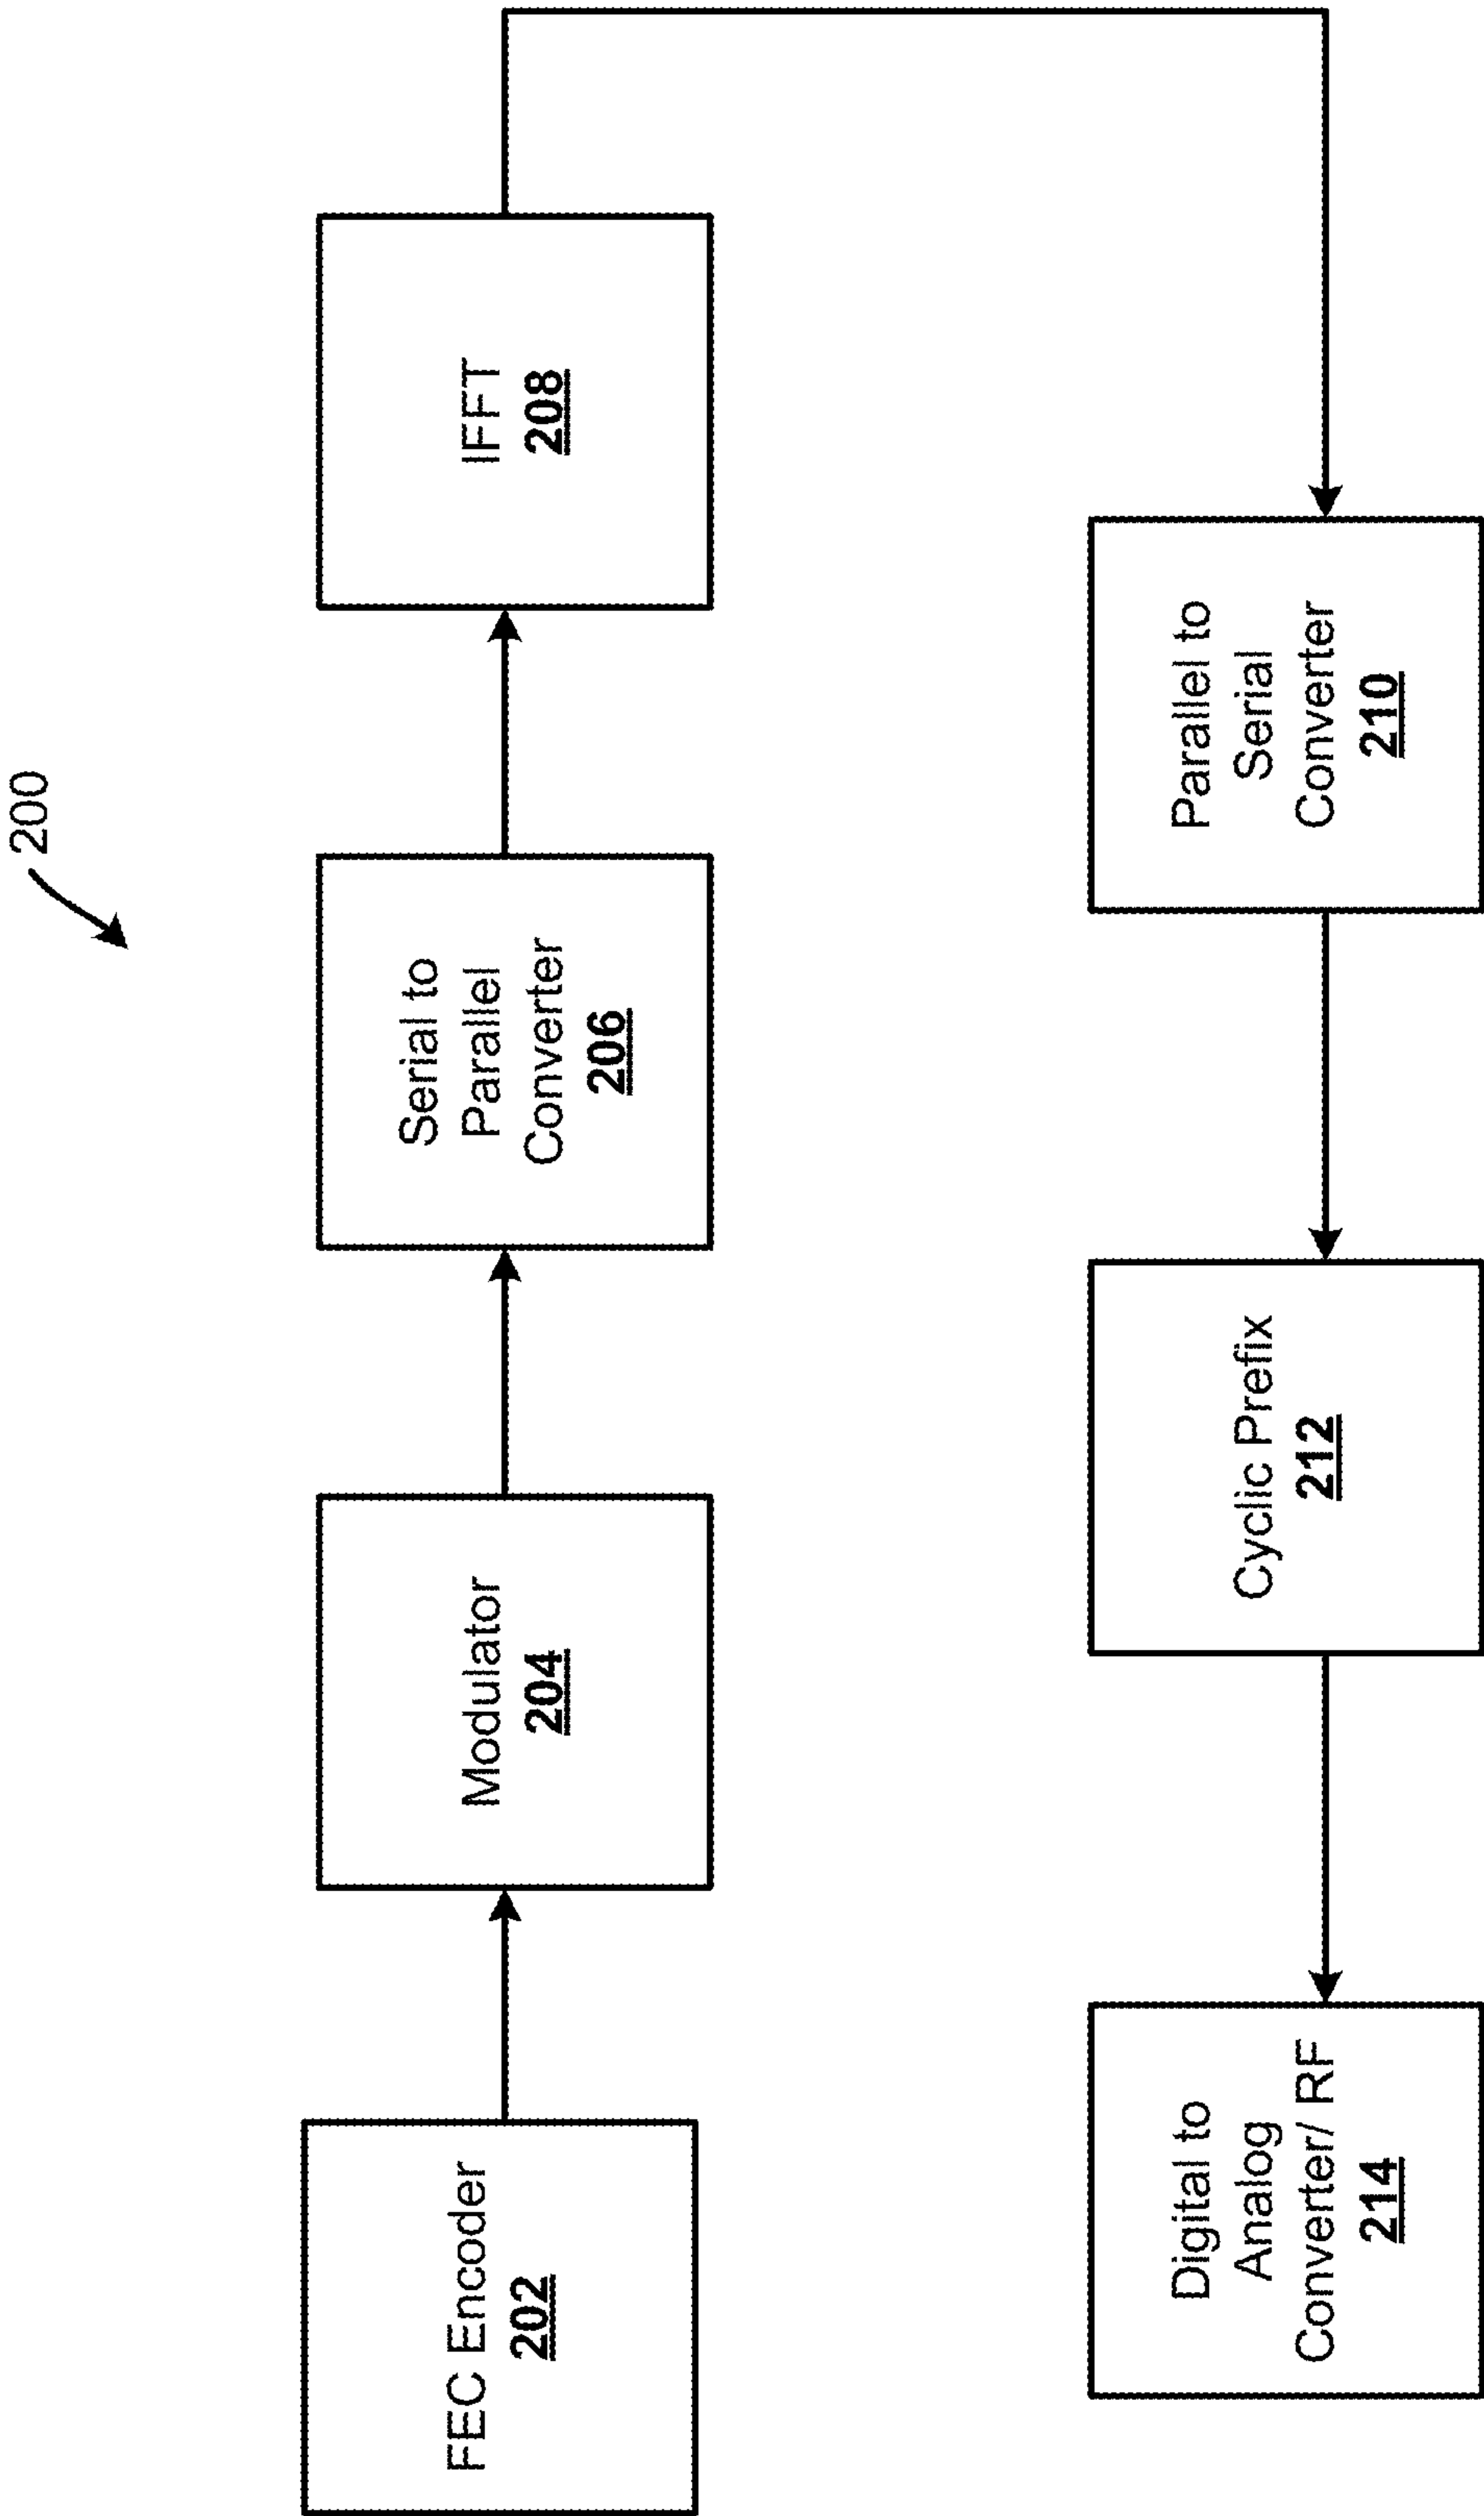 200
FEC Encoder
202
Modulator
204
Serial to
Parallel
Converter
206
IFFT
208
Parallel to
Serial
Converter
210
Cyclic Prefix
212
Digital to
Analog
Converter/ RF
214